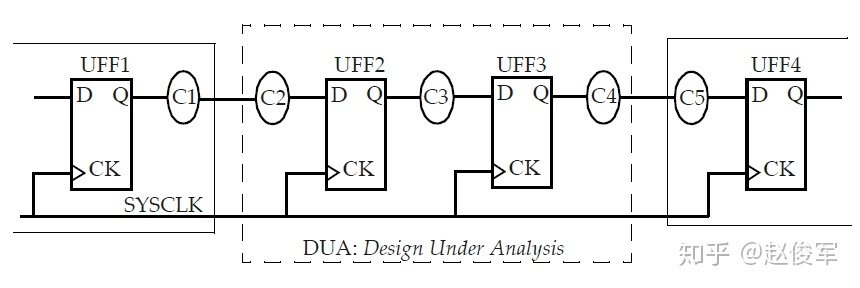 UFF1 UFF2 UFF3 UFF4
D Q C1 C2 D Q C3 D Q C4 C5 D Q
CK CK CK CK
SYSCLK
DUA: Design Under Analysis
知乎 @赵俊军